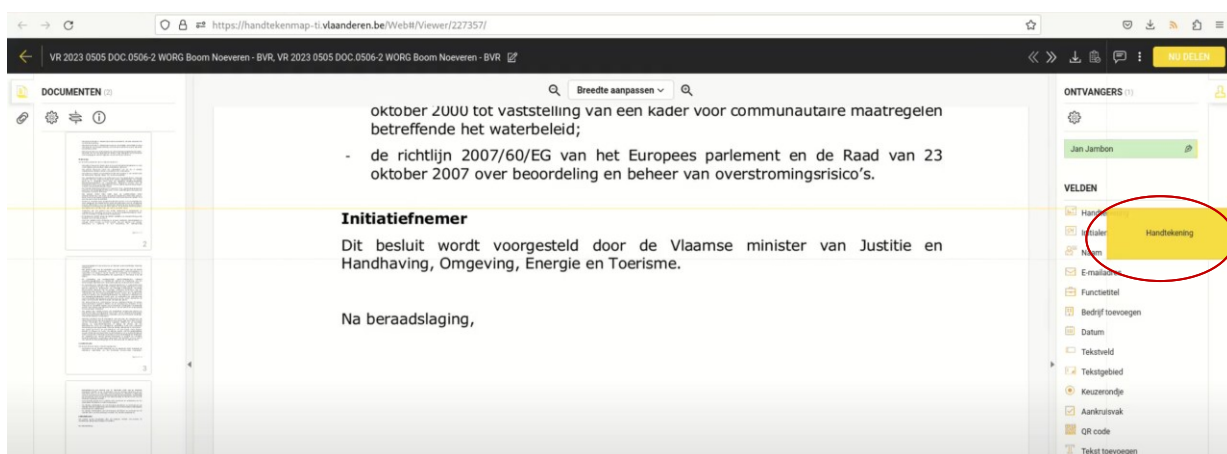 https://handtekenmap-ti.vlaanderen.be/Web#/Viewer/227357/
VR 2023 0505 DOC.0506-2 WORG Boom Noeveren - BVR, VR 2023 0505 DOC.0506-2 WORG Boom Noeveren - BVR
NU DELEN
DOCUMENTEN (2)
Breedte aanpassen
ONTVANGERS (1)
oktober 2000 tot vaststelling van een kader voor communautaire maatregelen
betreffende het waterbeleid;
- de richtlijn 2007/60/EG van het Europees parlement en de Raad van 23
oktober 2007 over beoordeling en beheer van overstromingsrisico's.
Initiatiefnemer
Dit besluit wordt voorgesteld door de Vlaamse minister van Justitie en
Handhaving, Omgeving, Energie en Toerisme.
Na beraadslaging,
2
3
Jan Jambon
VELDEN
Handtekening
Initialen
Handtekening
Naam
E-mailadres
Functietitel
Bedrijf toevoegen
Datum
Tekstveld
Tekstgebied
Keuzerondje
Aankruisvak
QR code
Tekst toevoegen